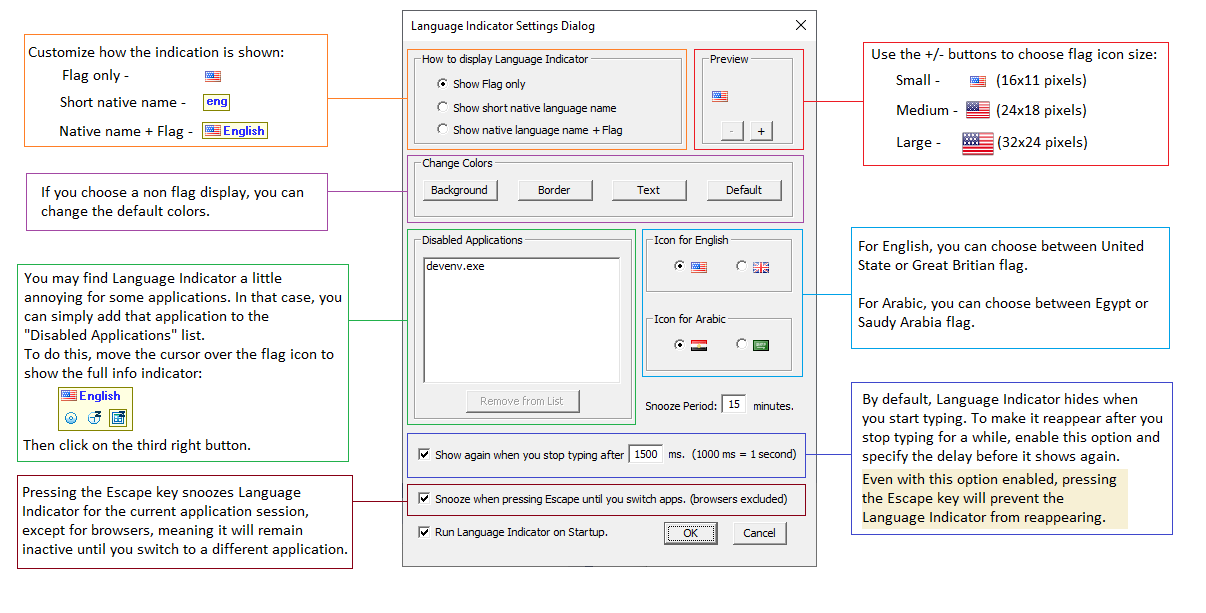 Language Indicator Settings Dialog
Customize how the indication is shown:
Flag only -
Short native name - eng
Native name + Flag - English
How to display Language Indicator
Show Flag only
Show short native language name
Show native language name + Flag
Preview
- +
Use the +/- buttons to choose flag icon size:
Small - (16x11 pixels)
Medium - (24x18 pixels)
Large - (32x24 pixels)
If you choose a non flag display, you can
change the default colors.
Change Colors
Background Border Text Default
You may find Language Indicator a little
annoying for some applications. In that case, you
can simply add that application to the
"Disabled Applications" list.
To do this, move the cursor over the flag icon to
show the full info indicator:
English
Then click on the third right button.
Disabled Applications
devenv.exe
Remove from List
Icon for English
Icon for Arabic
For English, you can choose between United
State or Great Britian flag.
For Arabic, you can choose between Egypt or
Saudy Arabia flag.
Snooze Period: 15 minutes.
Show again when you stop typing after 1500 ms. (1000 ms = 1 second)
By default, Language Indicator hides when
you start typing. To make it reappear after you
stop typing for a while, enable this option and
specify the delay before it shows again.
Even with this option enabled, pressing
the Escape key will prevent the
Language Indicator from reappearing.
Pressing the Escape key snoozes Language
Indicator for the current application session,
except for browsers, meaning it will remain
inactive until you switch to a different application.
Snooze when pressing Escape until you switch apps. (browsers excluded)
Run Language Indicator on Startup.
OK Cancel